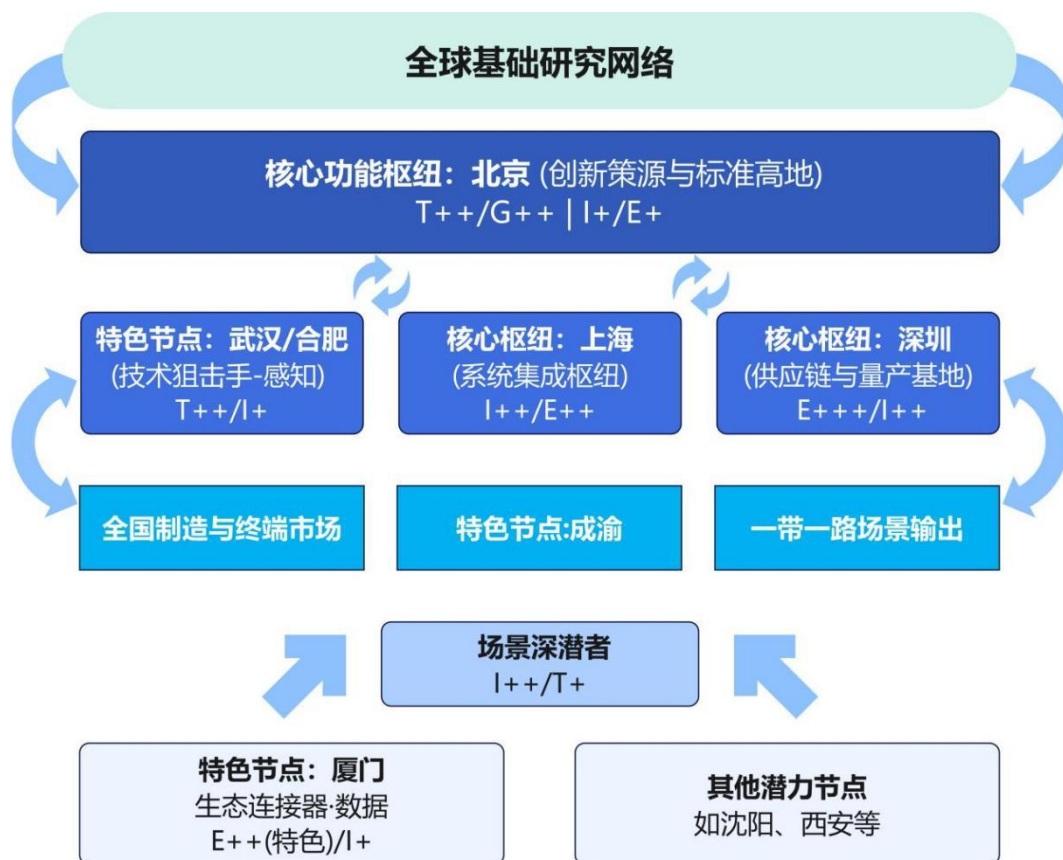 全球基础研究网络
核心功能枢纽：北京 (创新策源与标准高地)
T++/G++ | I+/E+
特色节点：武汉/合肥
(技术狙击手-感知)
T++/I+
核心枢纽：上海
(系统集成枢纽)
I++/E++
核心枢纽：深圳
(供应链与量产基地)
E+++/I++
全国制造与终端市场
特色节点:成渝
一带一路场景输出
场景深潜者
I++/T+
特色节点：厦门
生态连接器·数据
E++(特色)/I+
其他潜力节点
如沈阳、西安等